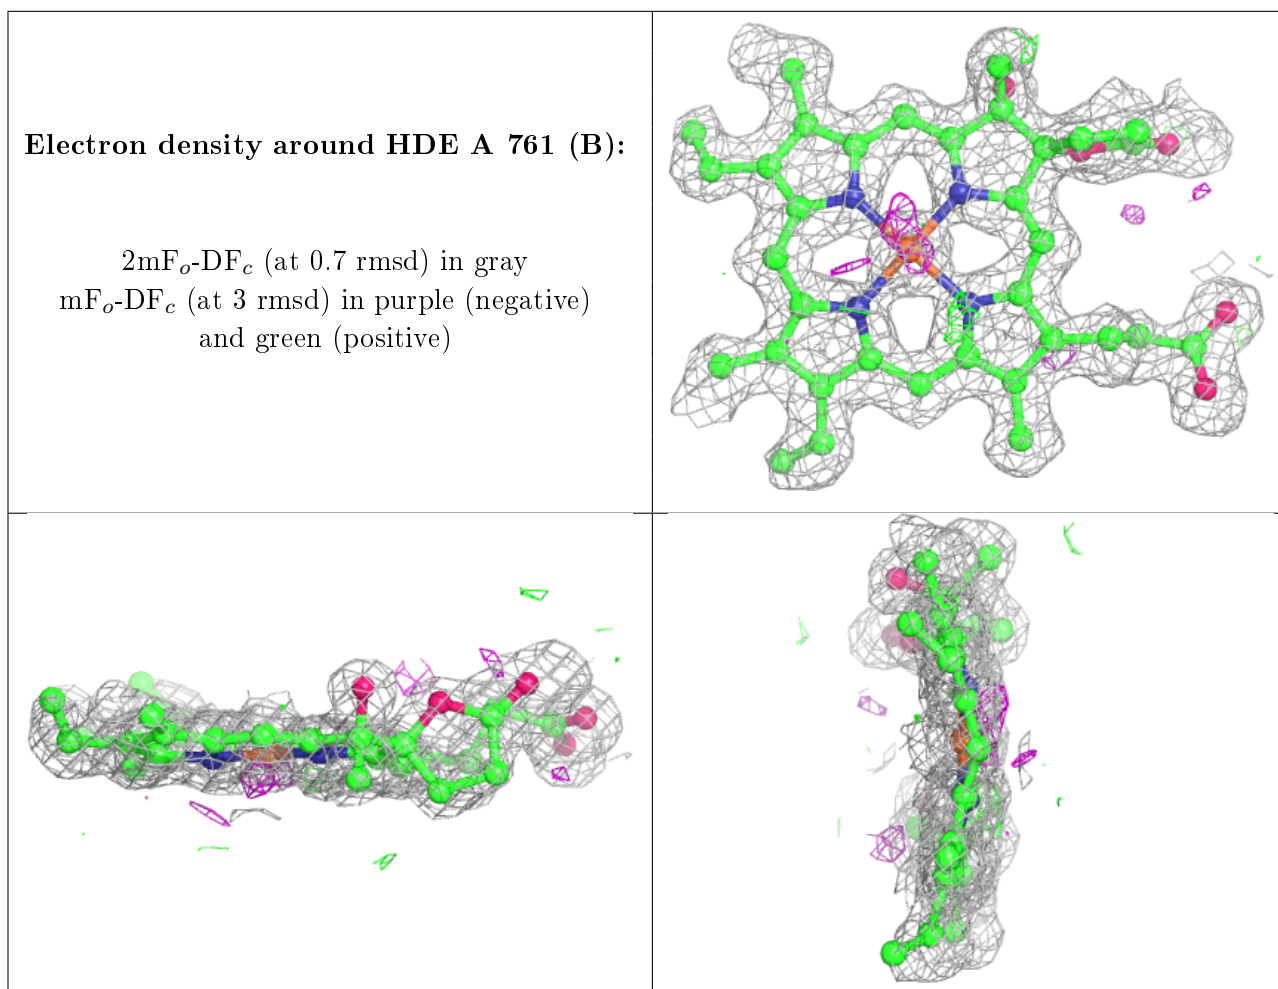 Electron density around HDE A 761 (B):
2mFo-DFc (at 0.7 rmsd) in gray
mFo-DFc (at 3 rmsd) in purple (negative)
and green (positive)